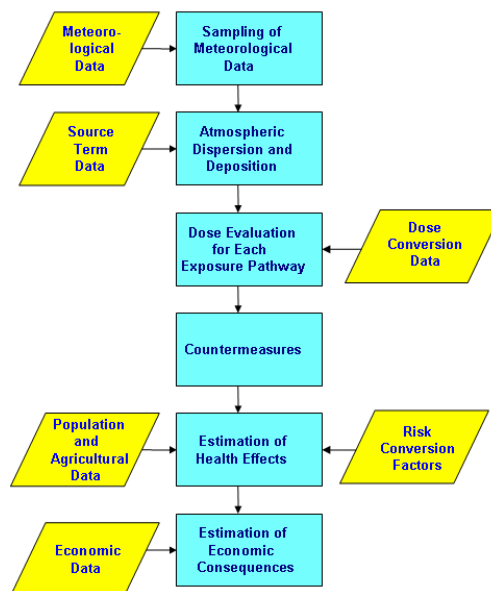 Meteoro-
logical
Data
Sampling of
Meteorological
Data
Source
Term
Data
Atmospheric
Dispersion and
Deposition
Dose Evaluation
for Each
Exposure Pathway
Dose
Conversion
Data
Countermeasures
Population
and
Agricultural
Data
Estimation of
Health Effects
Risk
Conversion
Factors
Economic
Data
Estimation of
Economic
Consequences